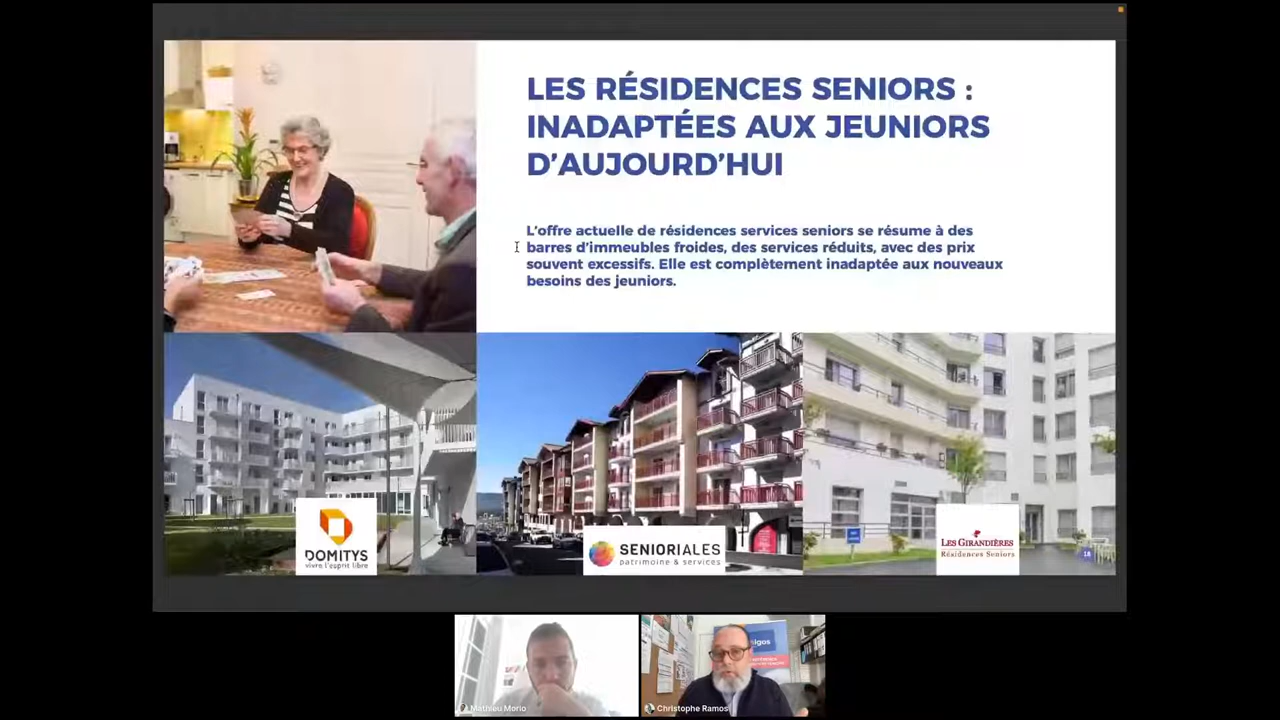 LES RÉSIDENCES SENIORS :
INADAPTÉES AUX JEUNIORS
D’AUJOURD’HUI
L’offre actuelle de résidences services seniors se résume à des
barres d’immeubles froides, des services réduits, avec des prix
souvent excessifs. Elle est complètement inadaptée aux nouveaux
besoins des jeuniors.
DOMITYS
vivre l'esprit libre
SENIORIALES
patrimoine & services
LES GIRANDIÈRES
Résidences Seniors
18
Mathieu Morio
Christophe Ramos